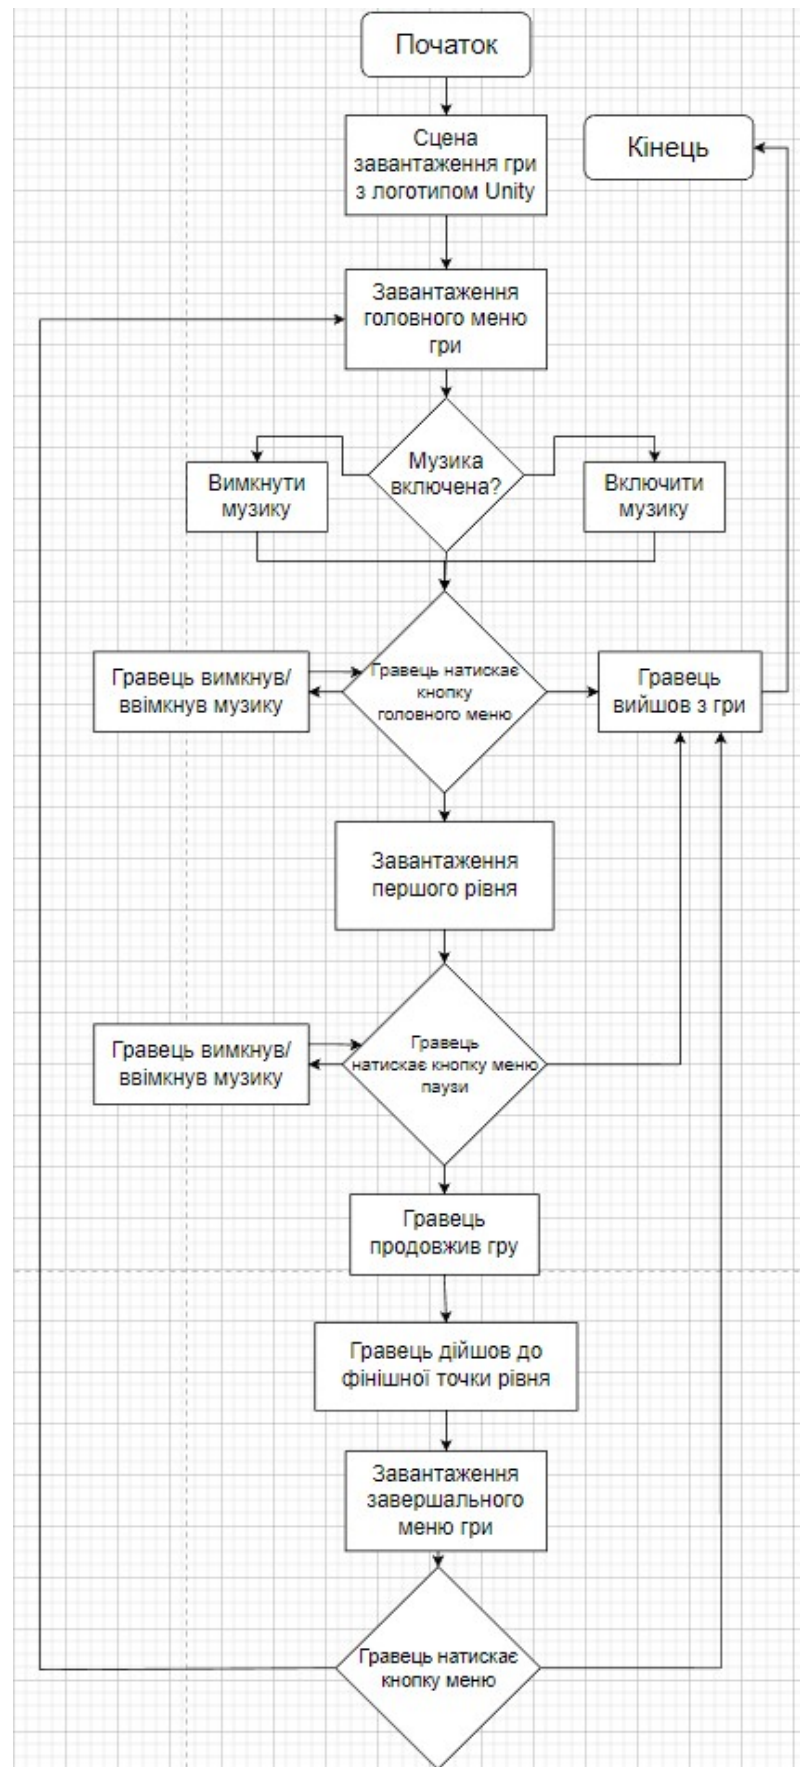 Початок
Сцена
завантаження гри
з логотипом Unity
Кінець
Завантаження
головного меню
гри
Музика
включена?
Вимкнути
музику
Включити
музику
Гравець вимкнув/
ввімкнув музику
Гравець натискає
кнопку
головного меню
Гравець
вийшов з гри
Завантаження
першого рівня
Гравець вимкнув/
ввімкнув музику
Гравець
натискає кнопку меню
паузи
Гравець
продовжив гру
Гравець дійшов до
фінішної точки рівня
Завантаження
завершального
меню гри
Гравець натискає
кнопку меню